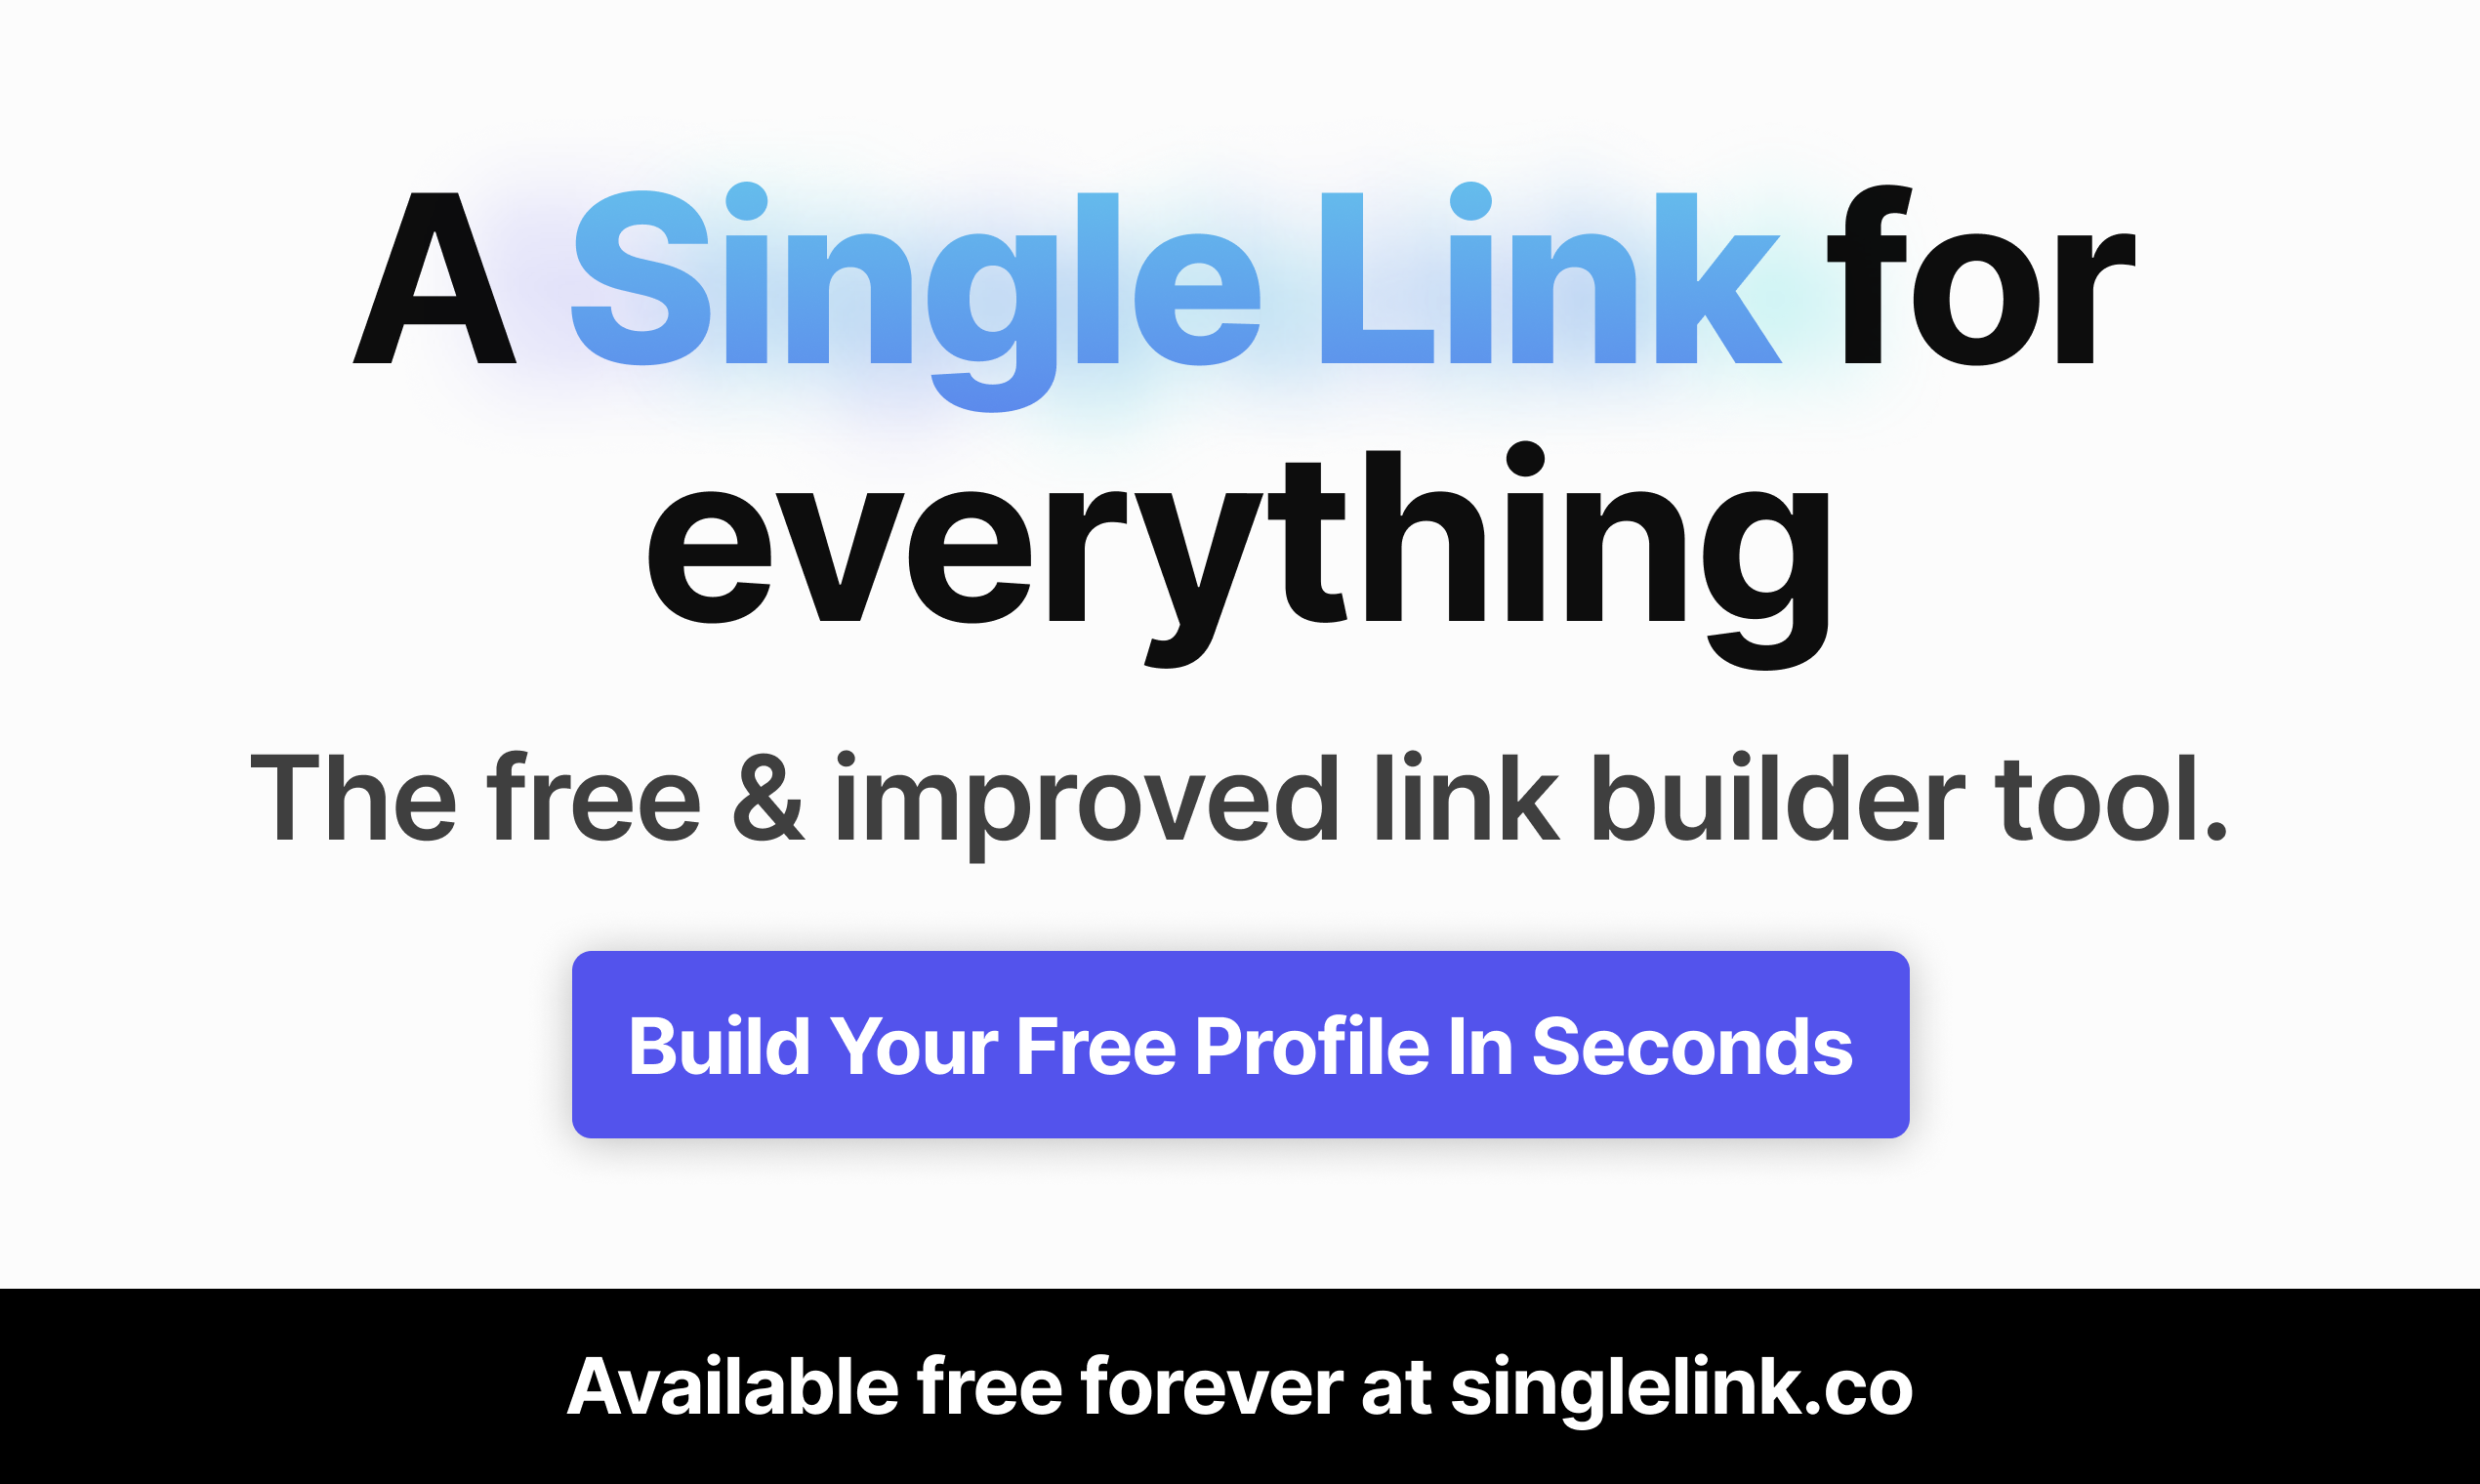 A Single Link for
everything
The free & improved link builder tool.
Build Your Free Profile In Seconds
Available free forever at singlelink.co